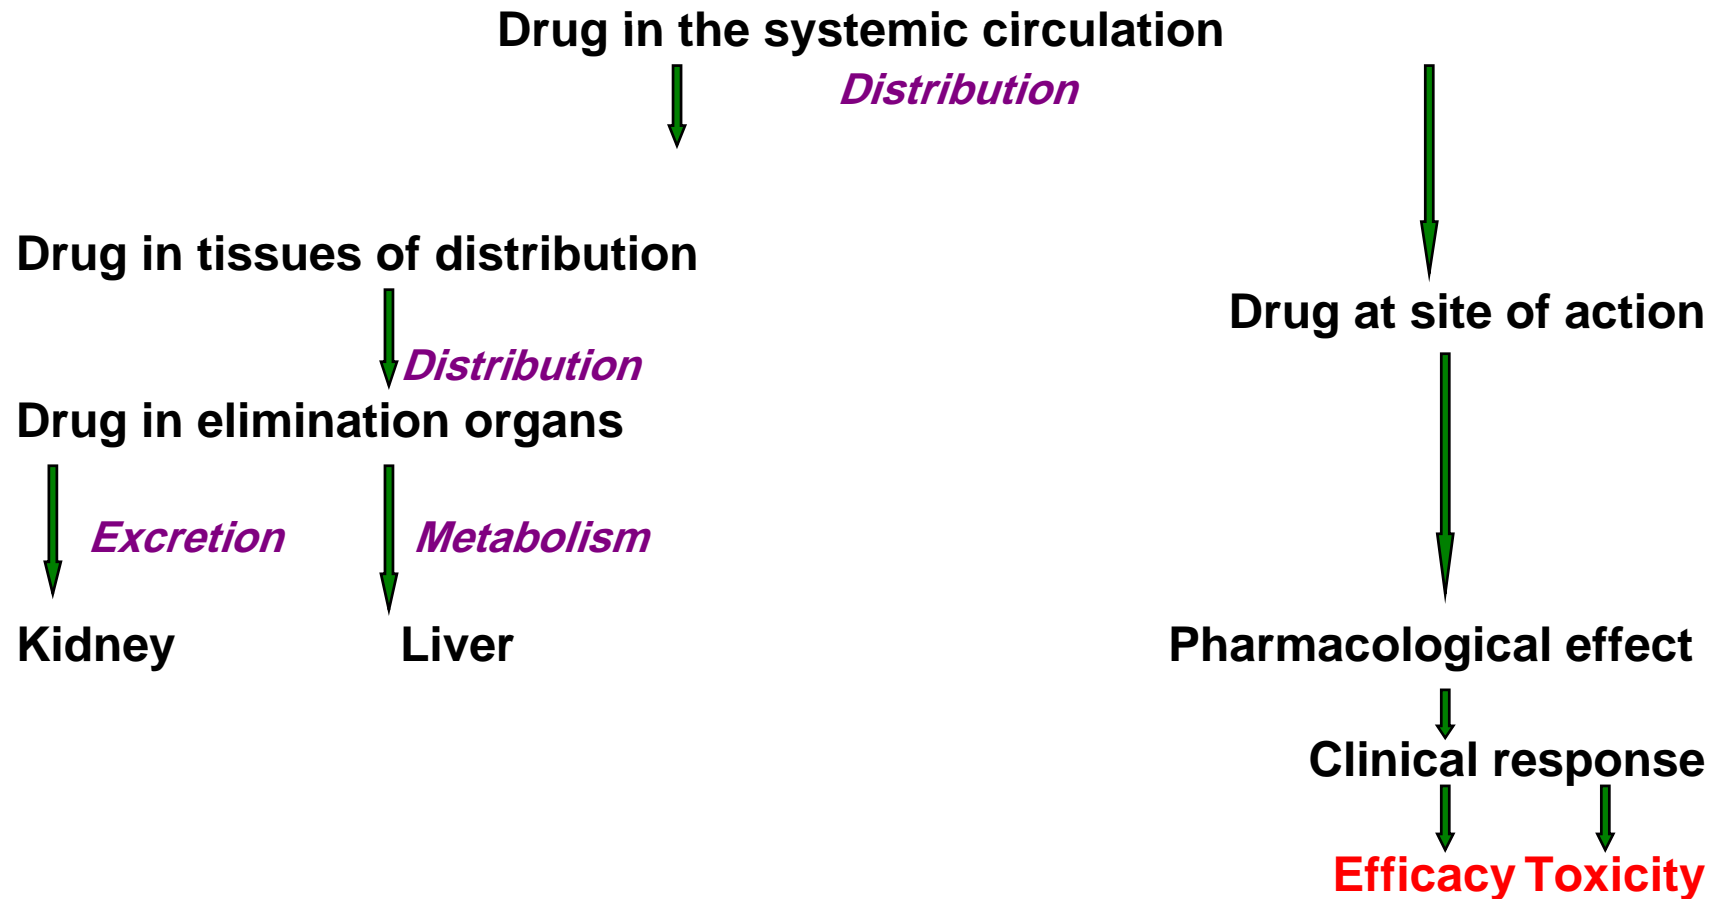 Drug in the systemic circulation
Distribution
Drug in tissues of distribution
Drug at site of action
Distribution
Drug in elimination organs
Excretion Metabolism
Kidney Liver Pharmacological effect
Clinical response
Efficacy Toxicity